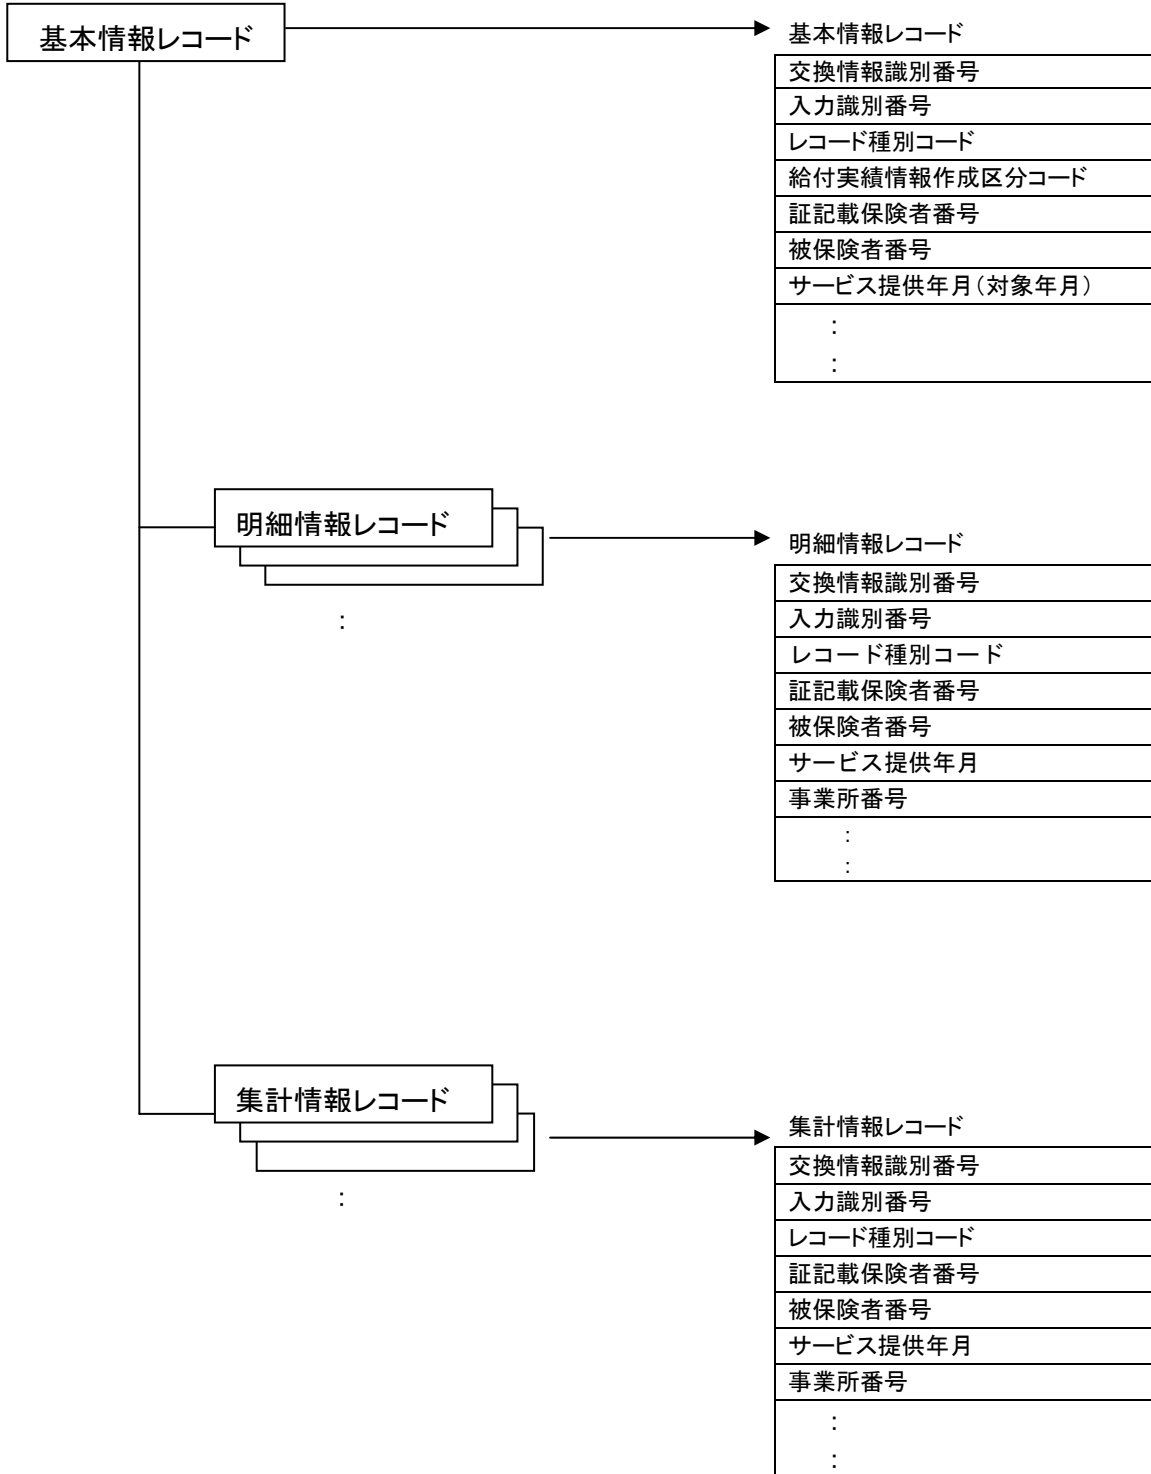 基本情報レコード
基本情報レコード
交換情報識別番号
入力識別番号
レコード種別コード
給付実績情報作成区分コード
証記載保険者番号
被保険者番号
サービス提供年月(対象年月)
:
:
明細情報レコード
:
明細情報レコード
交換情報識別番号
入力識別番号
レコード種別コード
証記載保険者番号
被保険者番号
サービス提供年月
事業所番号
:
:
集計情報レコード
:
集計情報レコード
交換情報識別番号
入力識別番号
レコード種別コード
証記載保険者番号
被保険者番号
サービス提供年月
事業所番号
:
: